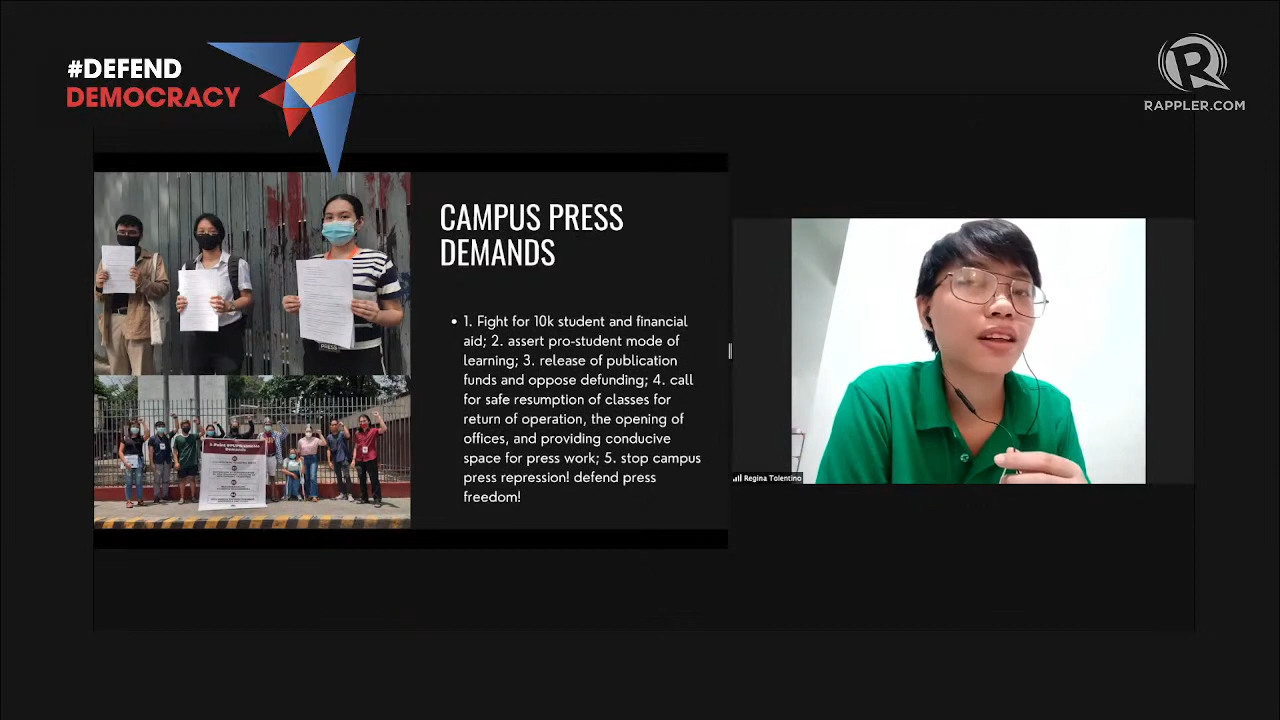 #DEFEND
DEMOCRACY
RAPPLER.COM
CAMPUS PRESS
DEMANDS
• 1. Fight for 10k student and financial
aid; 2. assert pro-student mode of
learning; 3. release of publication
funds and oppose defunding; 4. call
for safe resumption of classes for
return of operation, the opening of
offices, and providing conducive
space for press work; 5. stop campus
press repression! defend press
freedom!
PRESS
Demands
Regina Tolentino